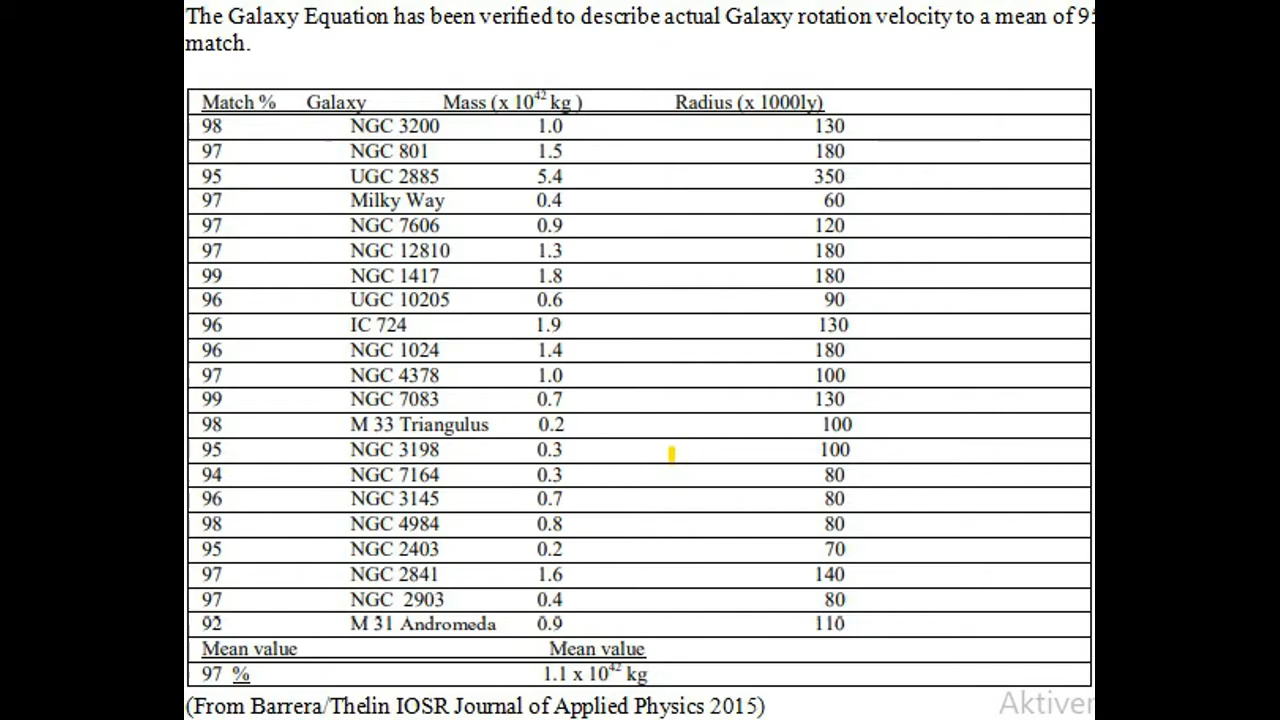 The Galaxy Equation has been verified to describe actual Galaxy rotation velocity to a mean of
match.
Match % Galaxy Mass (x 10⁴² kg ) Radius (x 1000ly)
98 NGC 3200 1.0 130
97 NGC 801 1.5 180
95 UGC 2885 5.4 350
97 Milky Way 0.4 60
97 NGC 7606 0.9 120
97 NGC 12810 1.3 180
99 NGC 1417 1.8 180
96 UGC 10205 0.6 90
96 IC 724 1.9 130
96 NGC 1024 1.4 180
97 NGC 4378 1.0 100
99 NGC 7083 0.7 130
98 M 33 Triangulus 0.2 100
95 NGC 3198 0.3 100
94 NGC 7164 0.3 80
96 NGC 3145 0.7 80
98 NGC 4984 0.8 80
95 NGC 2403 0.2 70
97 NGC 2841 1.6 140
97 NGC 2903 0.4 80
92 M 31 Andromeda 0.9 110
Mean value Mean value
97 % 1.1 x 10⁴² kg
(From Barrera/Thelin IOSR Journal of Applied Physics 2015)
Aktiver